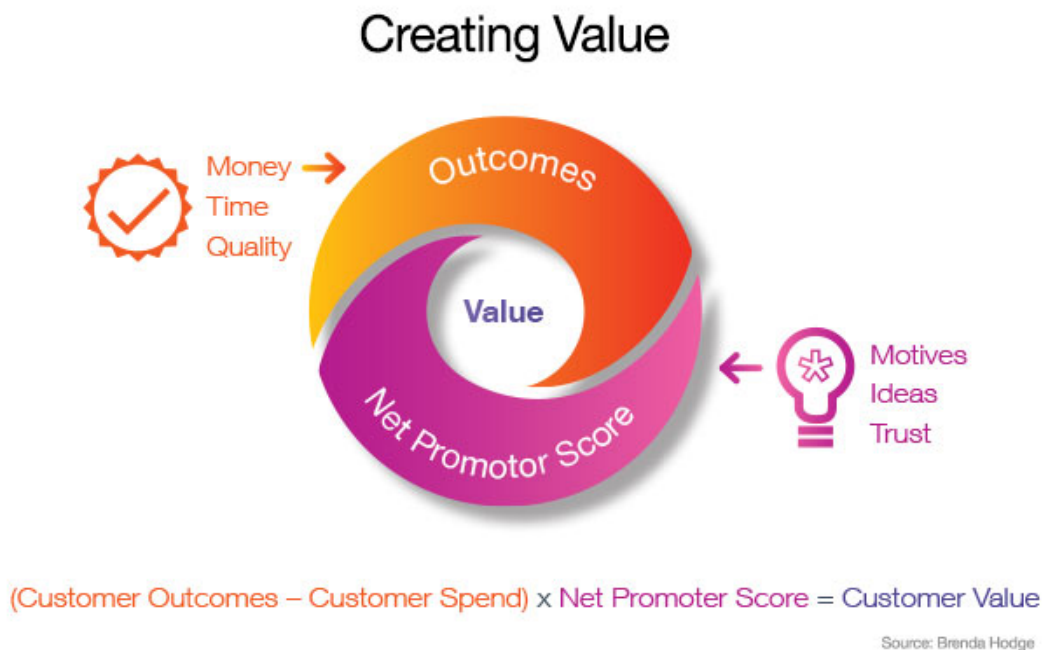 Creating Value
Money
Time
Quality
Outcomes
Value
Net Promotor Score
Motives
Ideas
Trust
(Customer Outcomes – Customer Spend) x Net Promoter Score = Customer Value
Source: Brenda Hodge